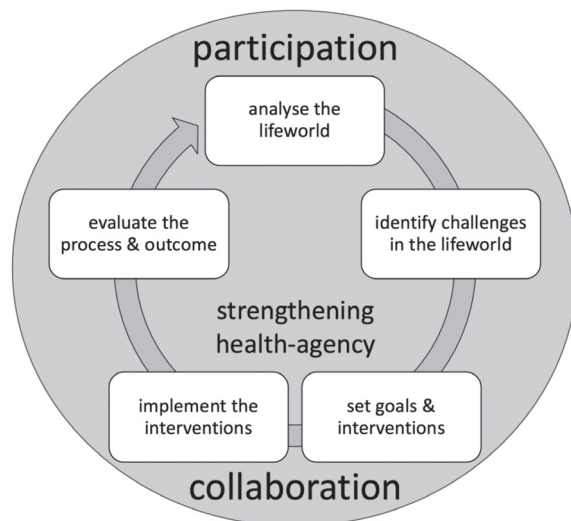 participation
analyse the
lifeworld
evaluate the
process & outcome
identify challenges
in the lifeworld
strengthening
health-agency
implement the
interventions
set goals &
interventions
collaboration